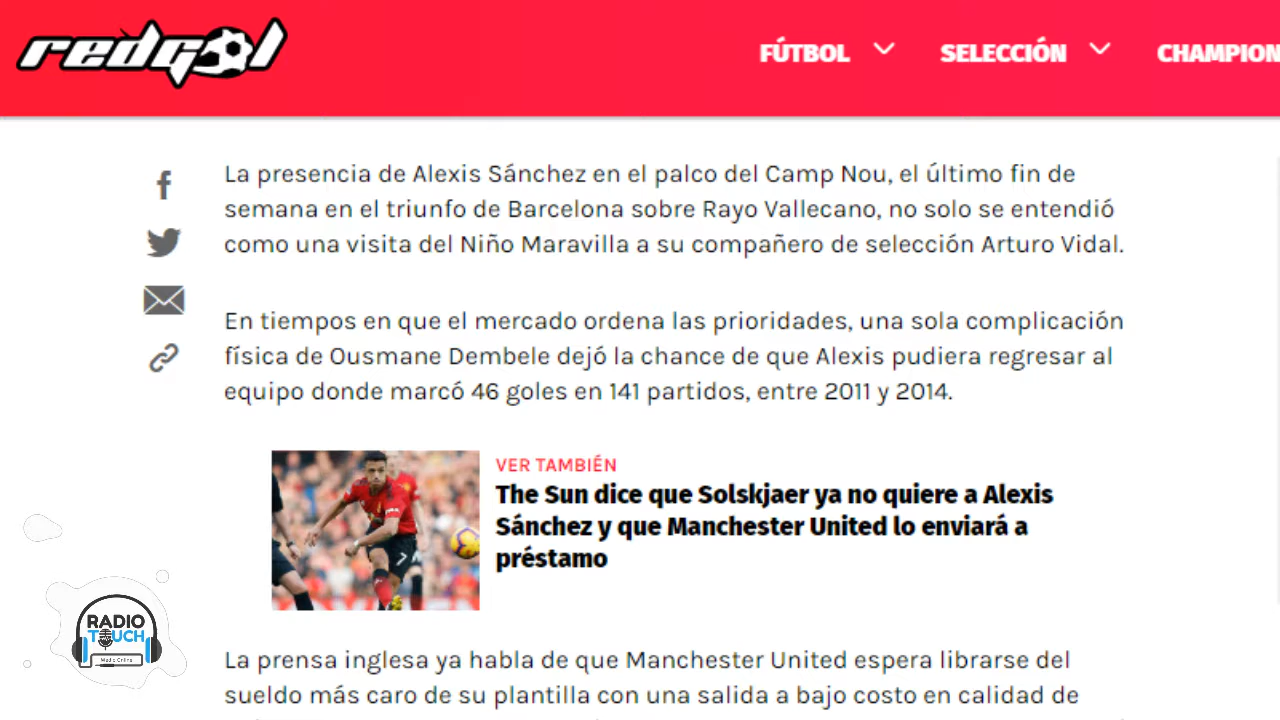 redgol
FÚTBOL
SELECCIÓN
CHAMPION
La presencia de Alexis Sánchez en el palco del Camp Nou, el último fin de
semana en el triunfo de Barcelona sobre Rayo Vallecano, no solo se entendió
como una visita del Niño Maravilla a su compañero de selección Arturo Vidal.
En tiempos en que el mercado ordena las prioridades, una sola complicación
física de Ousmane Dembele dejó la chance de que Alexis pudiera regresar al
equipo donde marcó 46 goles en 141 partidos, entre 2011 y 2014.
VER TAMBIÉN
The Sun dice que Solskjaer ya no quiere a Alexis
Sánchez y que Manchester United lo enviará a
préstamo
La prensa inglesa ya habla de que Manchester United espera librarse del
sueldo más caro de su plantilla con una salida a bajo costo en calidad de
RADIO
TOUCH